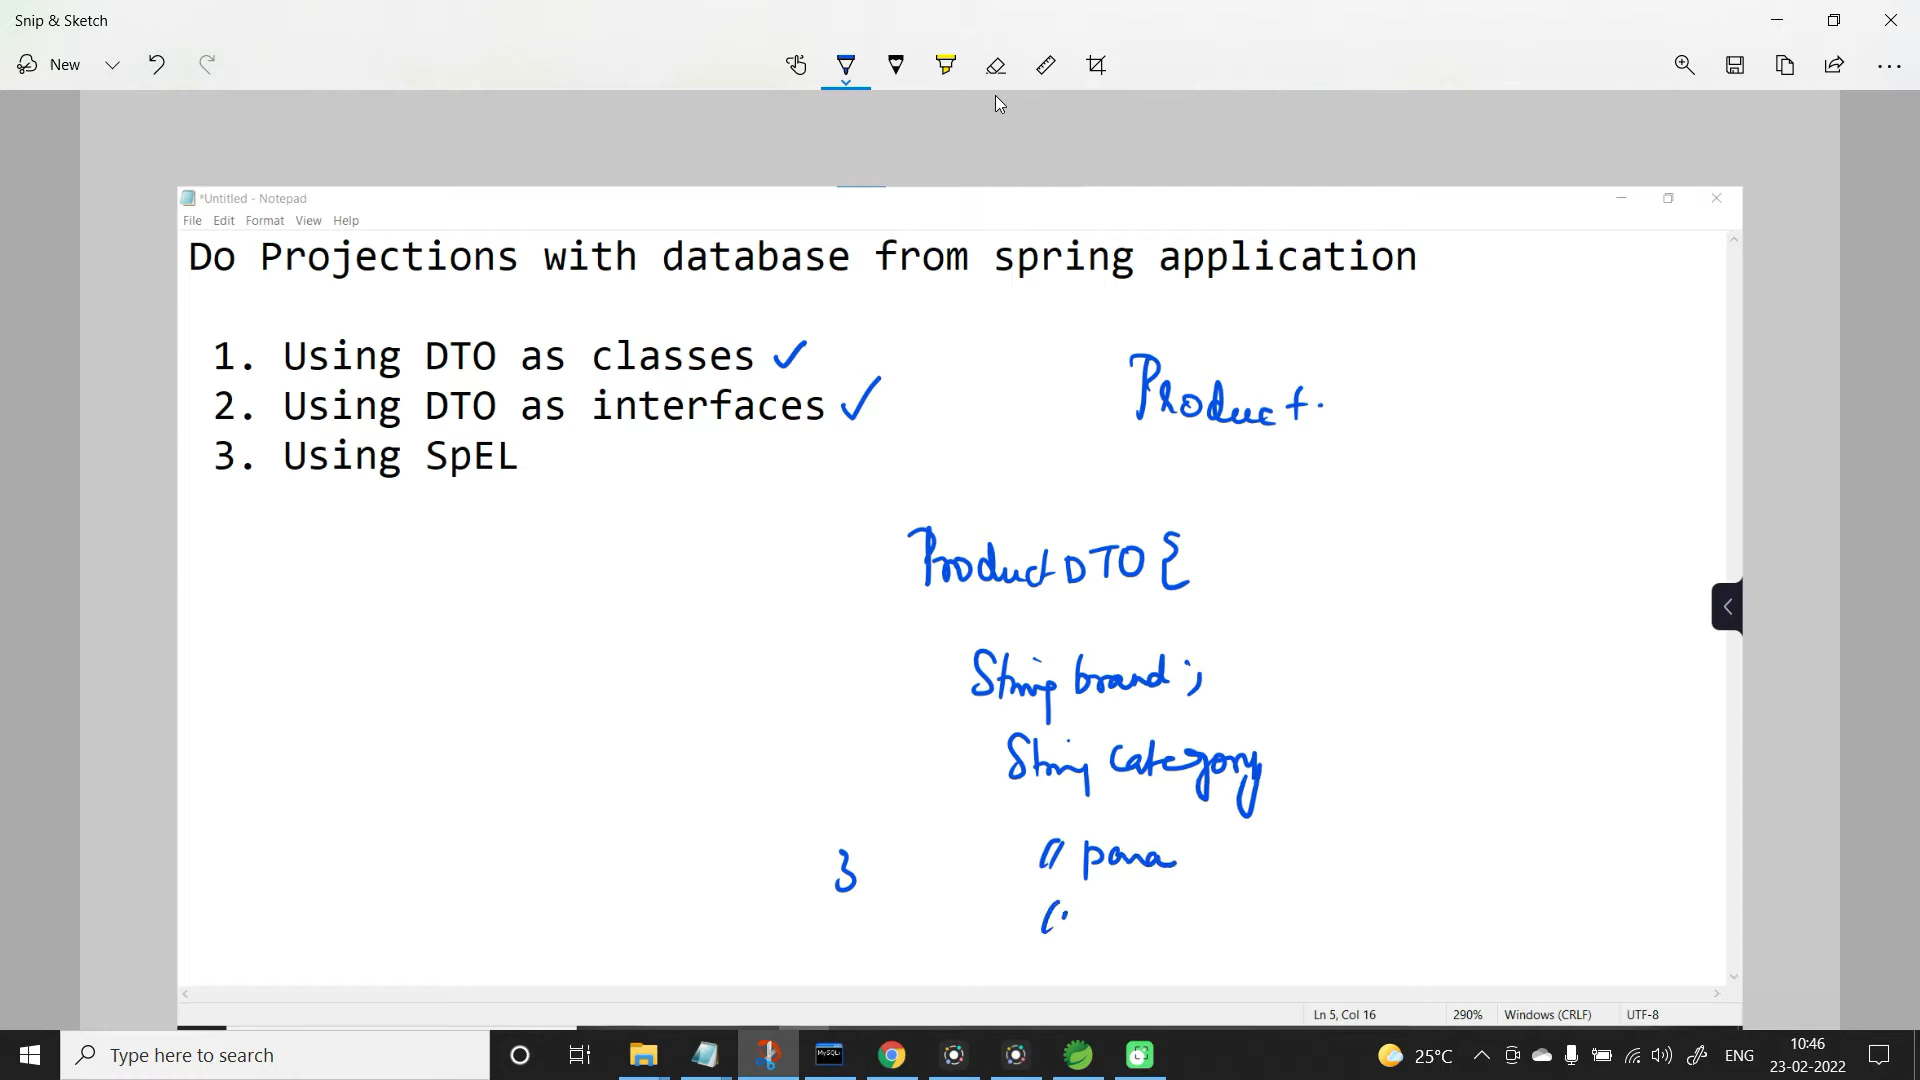 Snip & Sketch
New
*Untitled - Notepad
File Edit Format View Help
Do Projections with database from spring application
1. Using DTO as classes ✓
2. Using DTO as interfaces ✓
3. Using SpEL
Product.
ProductDTO {
String brand;
String category
// para
(·
}
Ln 5, Col 16 290% Windows (CRLF) UTF-8
Type here to search
MySQL
25°C
ENG
10:46
23-02-2022